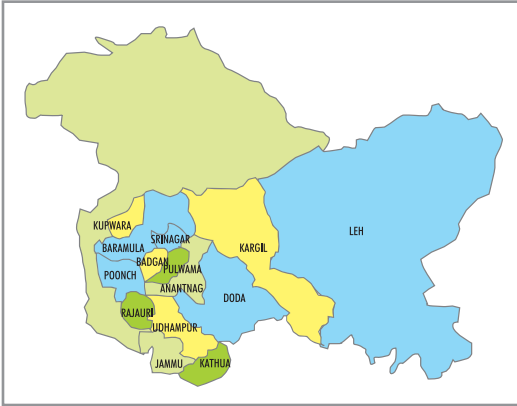 KUPWARA
LEH
SRINAGAR
BARAMULA
KARGIL
BADGAN
PULWAMA
POONCH
ANANTNAG
DODA
RAJAURI
UDHAMPUR
JAMMU
KATHUA